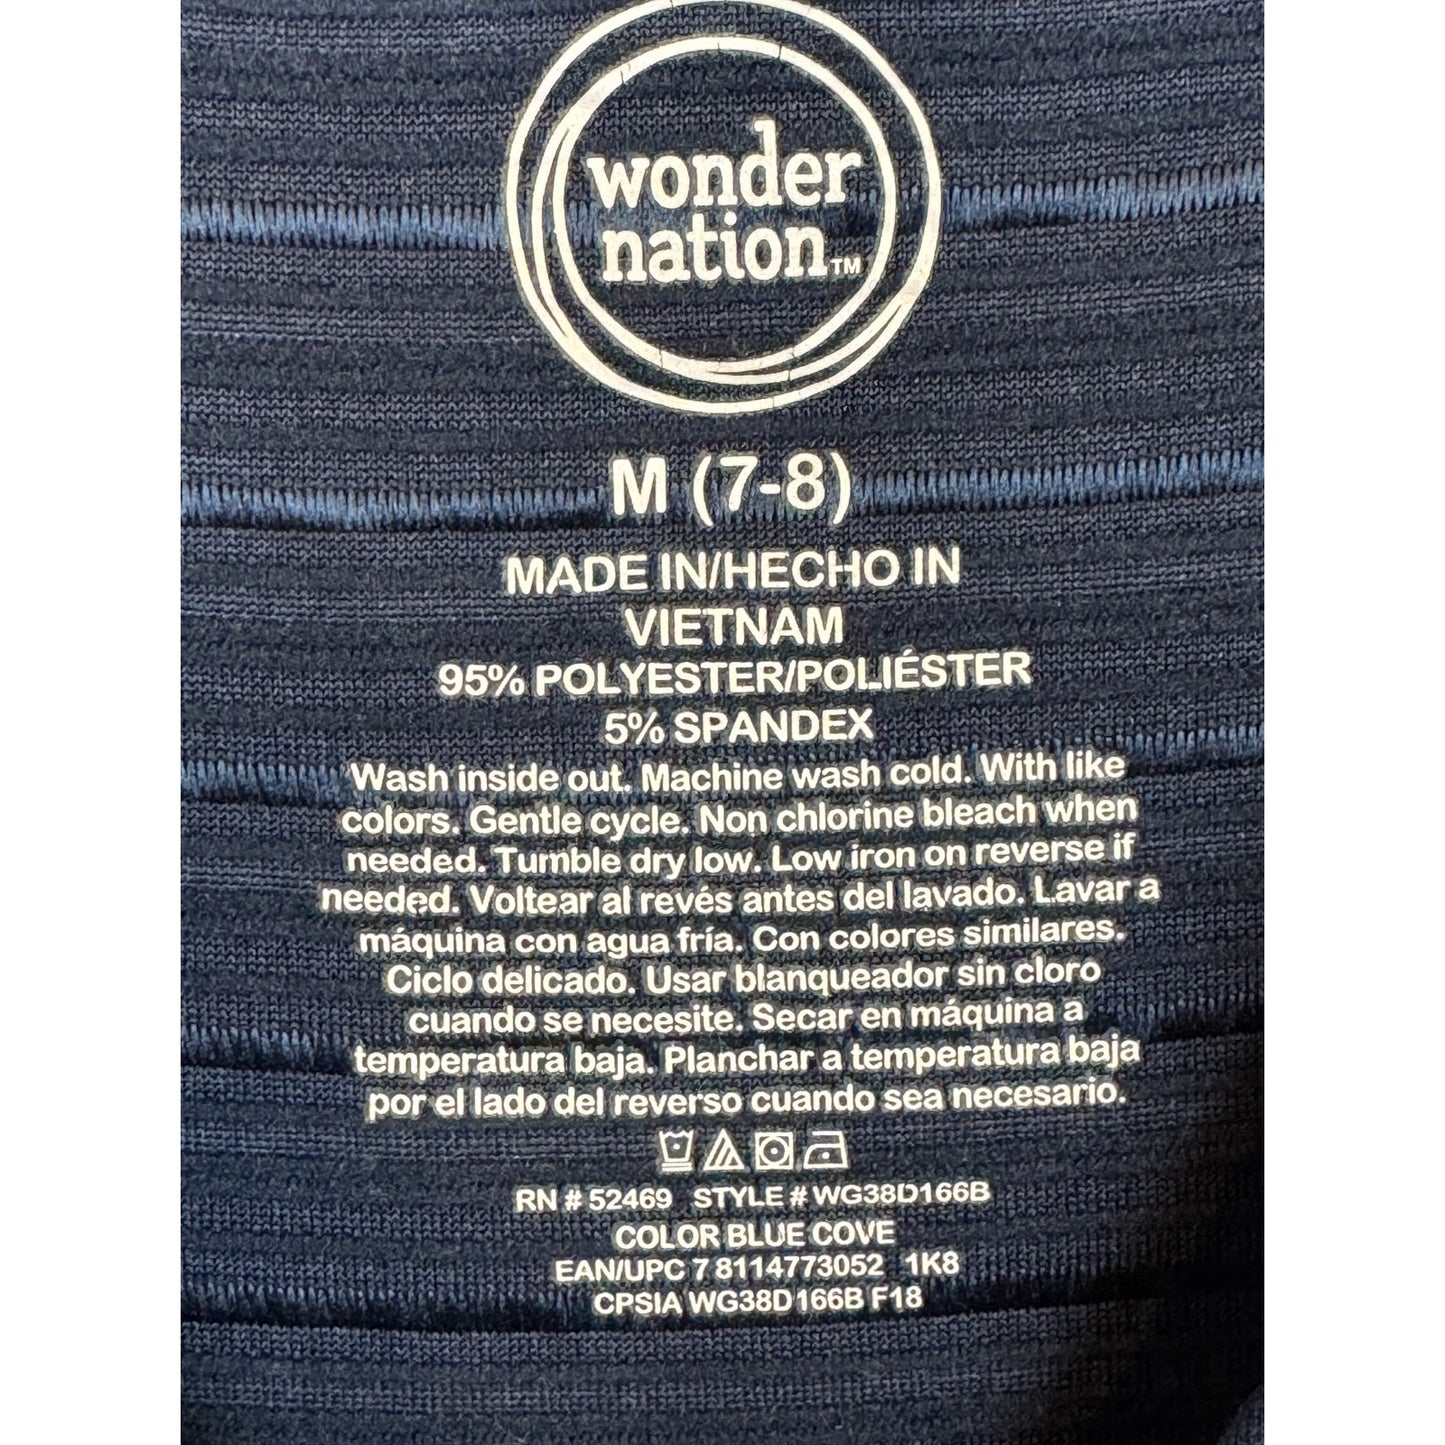 wonder
nation™
M (7-8)
MADE IN/HECHO IN
VIETNAM
95% POLYESTER/POLIÉSTER
5% SPANDEX
Wash inside out. Machine wash cold. With like
colors. Gentle cycle. Non chlorine bleach when
needed. Tumble dry low. Low iron on reverse if
needed. Voltear al revés antes del lavado. Lavar a
máquina con agua fría. Con colores similares.
Ciclo delicado. Usar blanqueador sin cloro
cuando se necesite. Secar en máquina a
temperatura baja. Planchar a temperatura baja
por el lado del reverso cuando sea necesario.
RN # 52469 STYLE # WG38D166B
COLOR BLUE COVE
EAN/UPC 7 8114773052 1K8
CPSIA WG38D166B F18